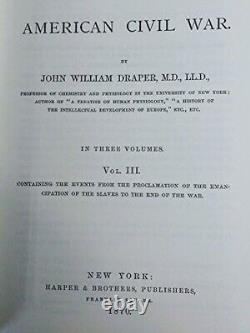 AMERICAN CIVIL WAR.
BY
JOHN WILLIAM DRAPER, M.D., LL.D.,
PROFESSOR OF CHEMISTRY AND PHYSIOLOGY IN THE UNIVERSITY OF NEW YORK;
AUTHOR OF "A TREATISE ON HUMAN PHYSIOLOGY," "A HISTORY OF
THE INTELLECTUAL DEVELOPMENT OF EUROPE," ETC., ETC.
IN THREE VOLUMES.
VOL. III.
CONTAINING THE EVENTS FROM THE PROCLAMATION OF THE EMAN-
CIPATION OF THE SLAVES TO THE END OF THE WAR.
NEW YORK:
HARPER & BROTHERS, PUBLISHERS,
1870.